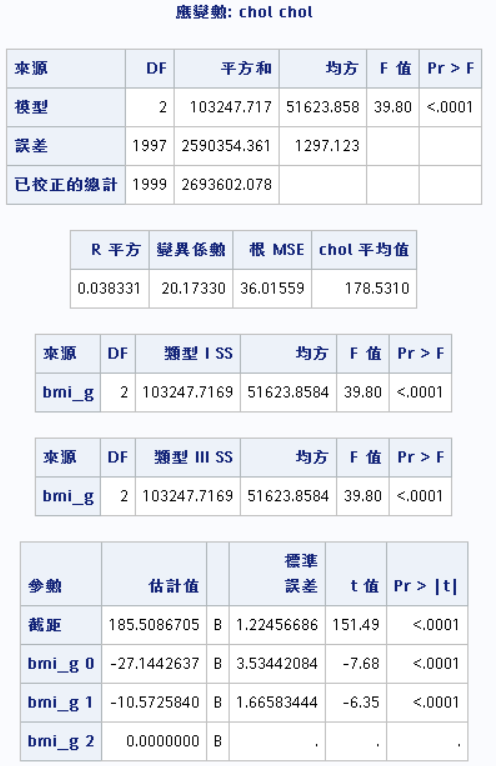 應變數: chol chol
來源 DF 平方和 均方 F 值 Pr > F
模型 2 103247.717 51623.858 39.80 <.0001
誤差 1997 2590354.361 1297.123
已校正的總計 1999 2693602.078
R 平方 變異係數 根 MSE chol 平均值
0.038331 20.17330 36.01559 178.5310
來源 DF 類型 I SS 均方 F 值 Pr > F
bmi_g 2 103247.7169 51623.8584 39.80 <.0001
來源 DF 類型 III SS 均方 F 值 Pr > F
bmi_g 2 103247.7169 51623.8584 39.80 <.0001
標準
參數 估計值 誤差 t 值 Pr > |t|
截距 185.5086705 B 1.22456686 151.49 <.0001
bmi_g 0 -27.1442637 B 3.53442084 -7.68 <.0001
bmi_g 1 -10.5725840 B 1.66583444 -6.35 <.0001
bmi_g 2 0.0000000 B . . .